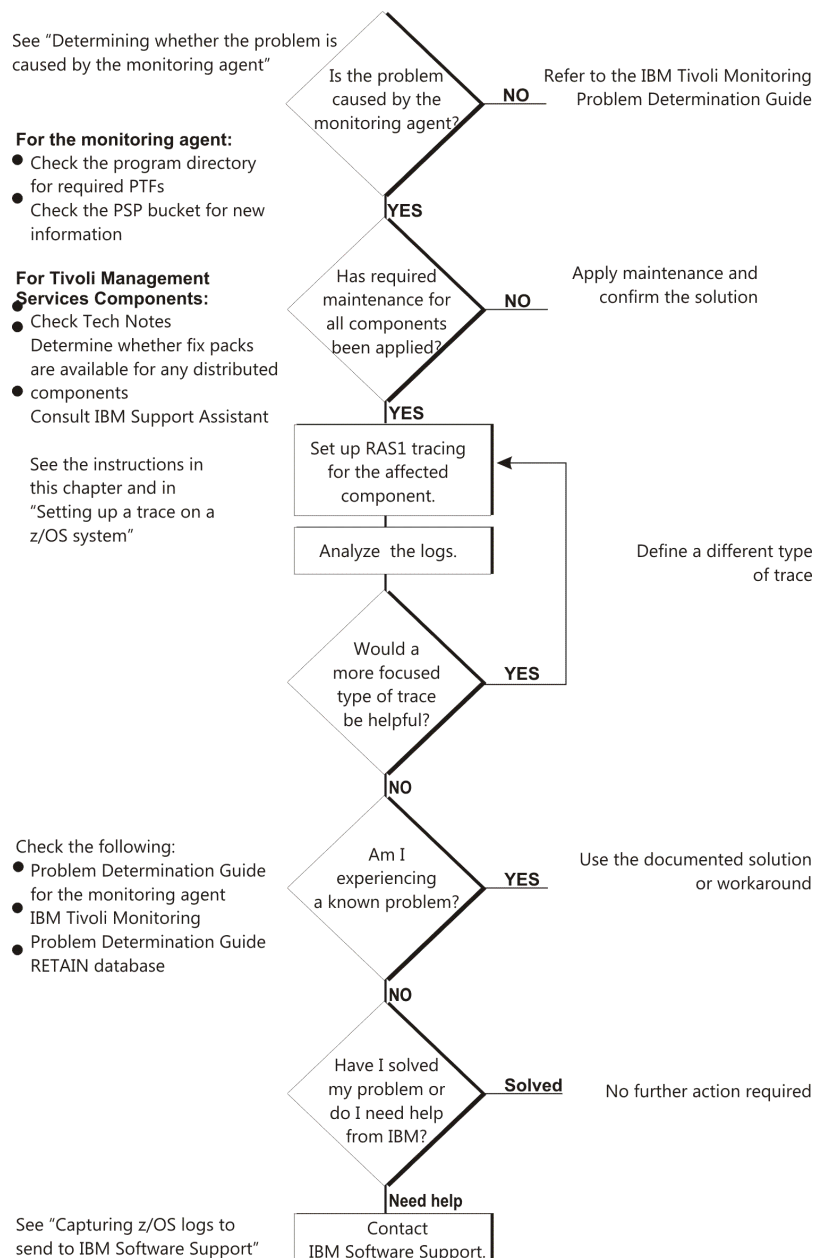 See “Determining whether the problem is
caused by the monitoring agent”
Is the problem
caused by the
monitoring agent?
NO
Refer to the IBM Tivoli Monitoring
Problem Determination Guide
YES
For the monitoring agent:
● Check the program directory
for required PTFs
● Check the PSP bucket for new
information
For Tivoli Management
Services Components:
● Check Tech Notes
● Determine whether fix packs
are available for any distributed
● components
Consult IBM Support Assistant
Has required
maintenance for
all components
been applied?
NO
Apply maintenance and
confirm the solution
YES
See the instructions in
this chapter and in
“Setting up a trace on a
z/OS system”
Set up RAS1 tracing
for the affected
component.
Analyze the logs.
Define a different type
of trace
Would a
more focused
type of trace
be helpful?
YES
NO
Check the following:
● Problem Determination Guide
for the monitoring agent
● IBM Tivoli Monitoring
Problem Determination Guide
● RETAIN database
Am I
experiencing
a known problem?
YES
Use the documented solution
or workaround
NO
Have I solved
my problem or
do I need help
from IBM?
Solved
No further action required
Need help
See “Capturing z/OS logs to
send to IBM Software Support”
Contact
IBM Software Support.